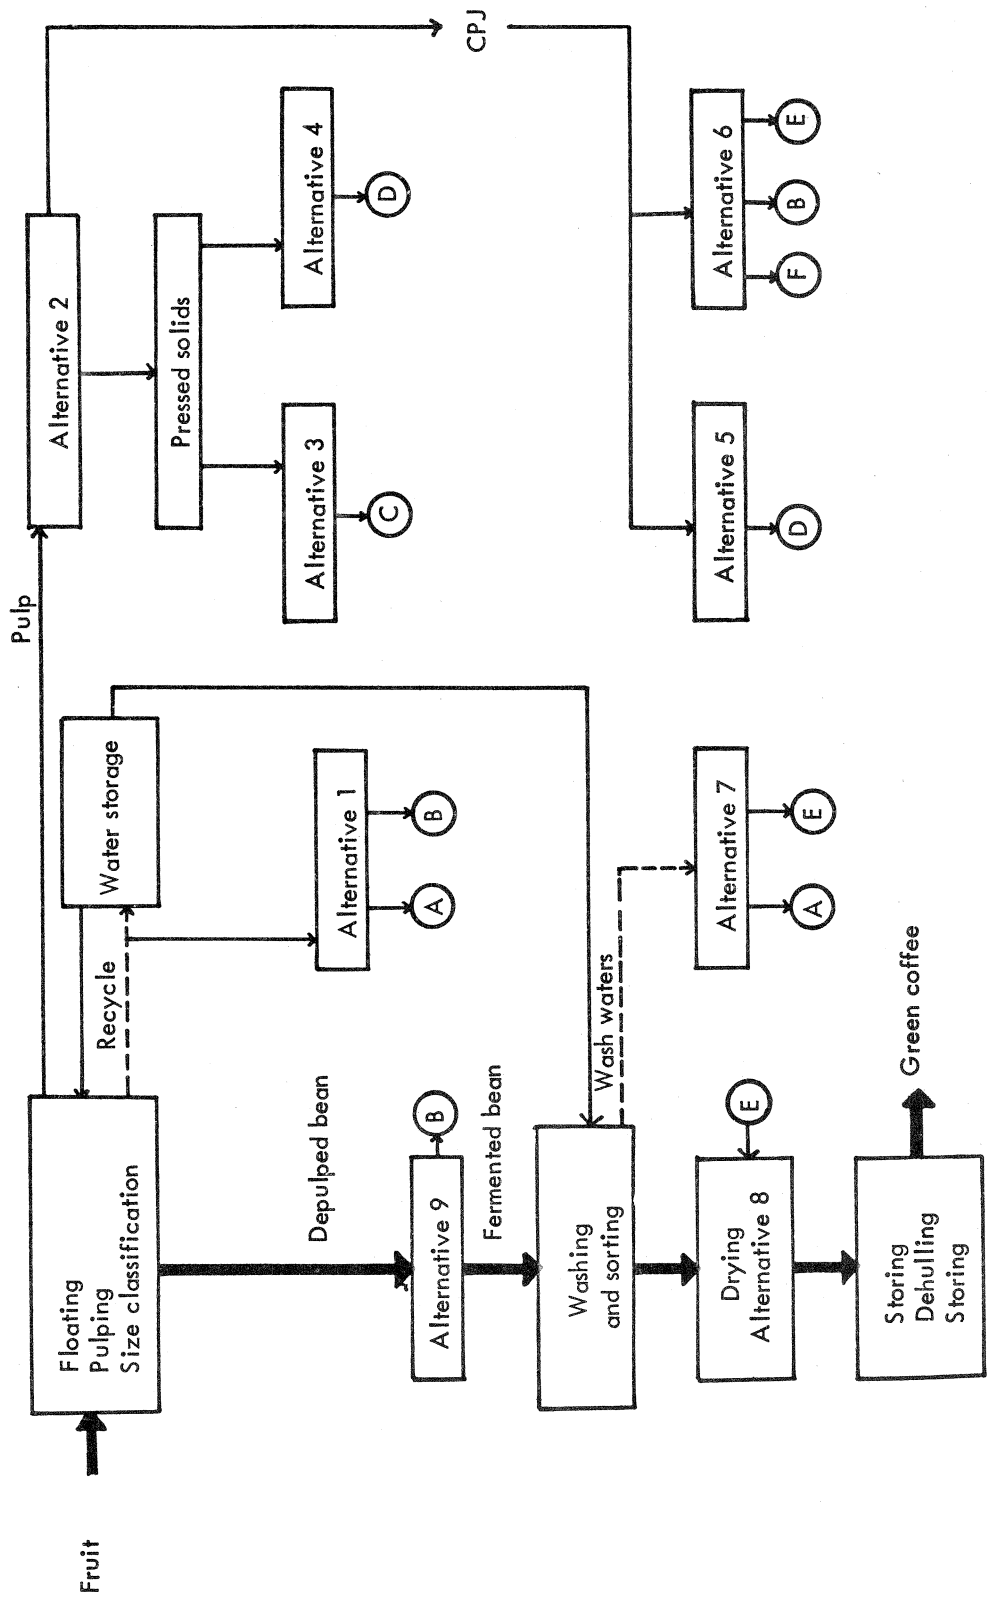 Fruit
Floating
Pulping
Size classification
Recycle
Water storage
Pulp
Alternative 2
Pressed solids
Alternative 3
C
Alternative 4
D
CPJ
Depulped bean
Alternative 1
A
B
Alternative 9
B
Fermented bean
Washing
and sorting
Wash waters
Alternative 7
A
E
Alternative 5
D
Alternative 6
F
B
E
Drying
Alternative 8
E
Storing
Dehulling
Storing
Green coffee